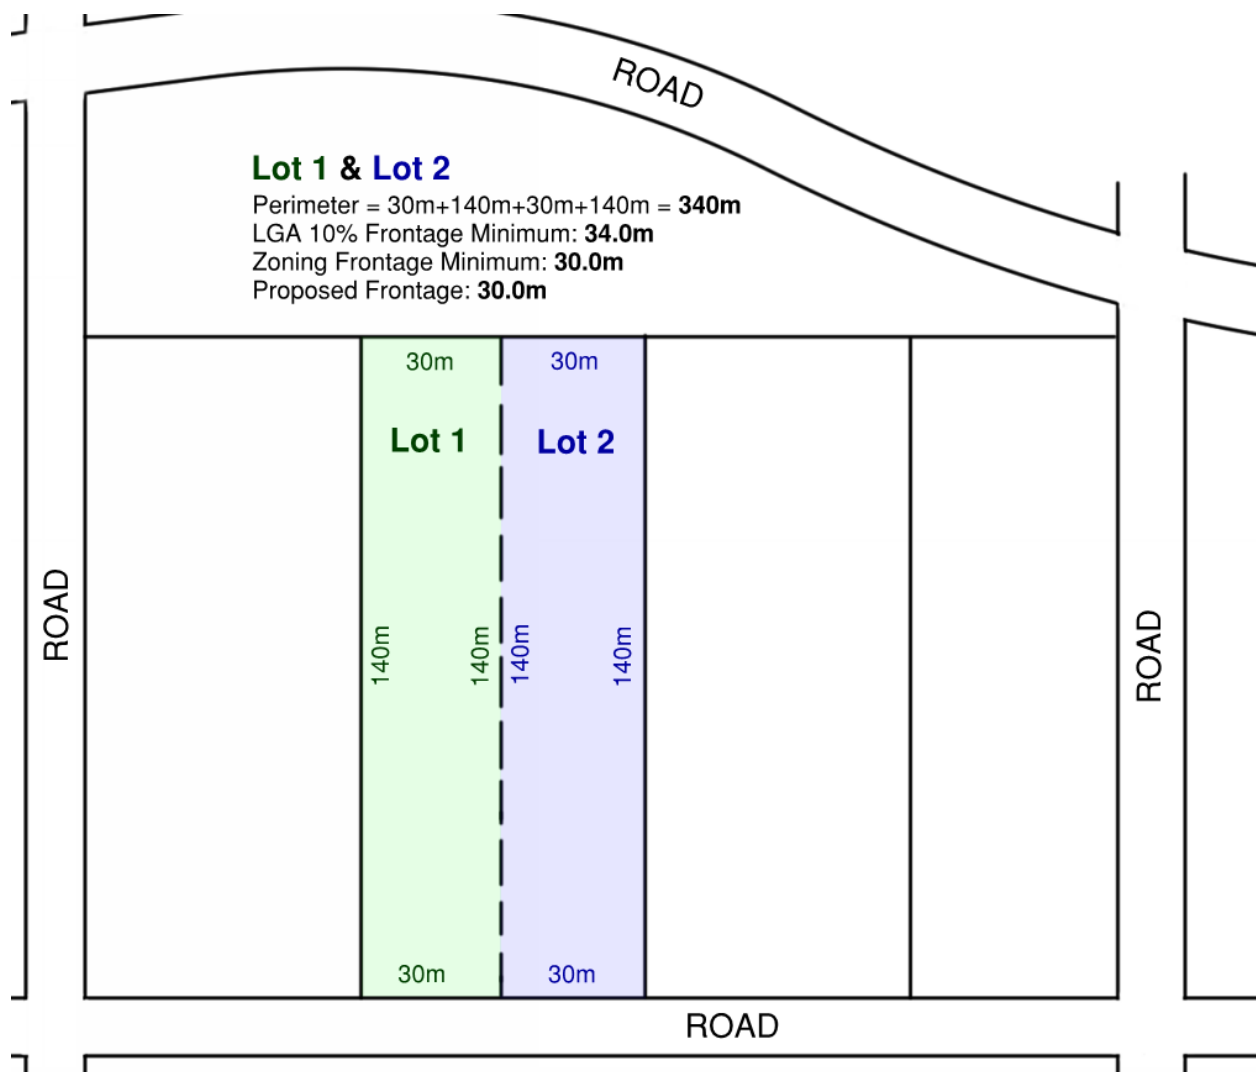 ROAD
Lot 1 & Lot 2
Perimeter = 30m+140m+30m+140m = 340m
LGA 10% Frontage Minimum: 34.0m
Zoning Frontage Minimum: 30.0m
Proposed Frontage: 30.0m
30m
30m
Lot 1
Lot 2
ROAD
140m
140m
140m
140m
ROAD
30m
30m
ROAD